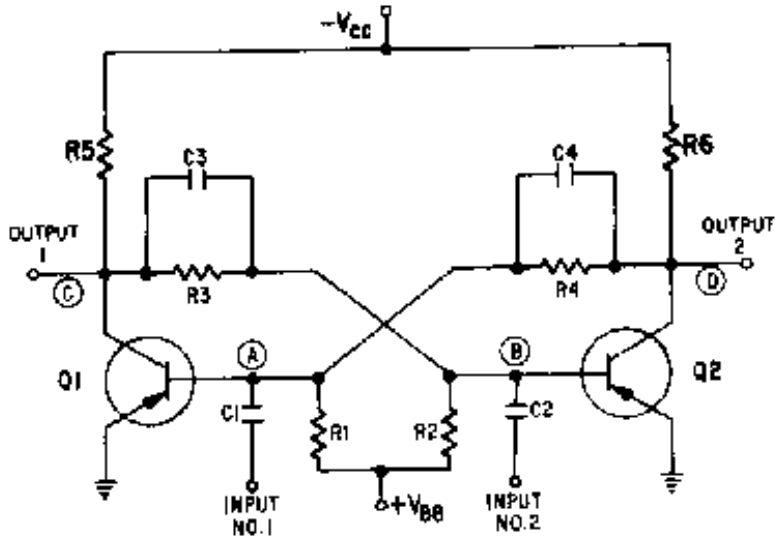 -VCC
R5
C3
C4
R6
OUTPUT
1
OUTPUT
2
C
R3
R4
D
A
B
Q1
Q2
C1
R1
R2
C2
INPUT
NO.1
+VBB
INPUT
NO.2